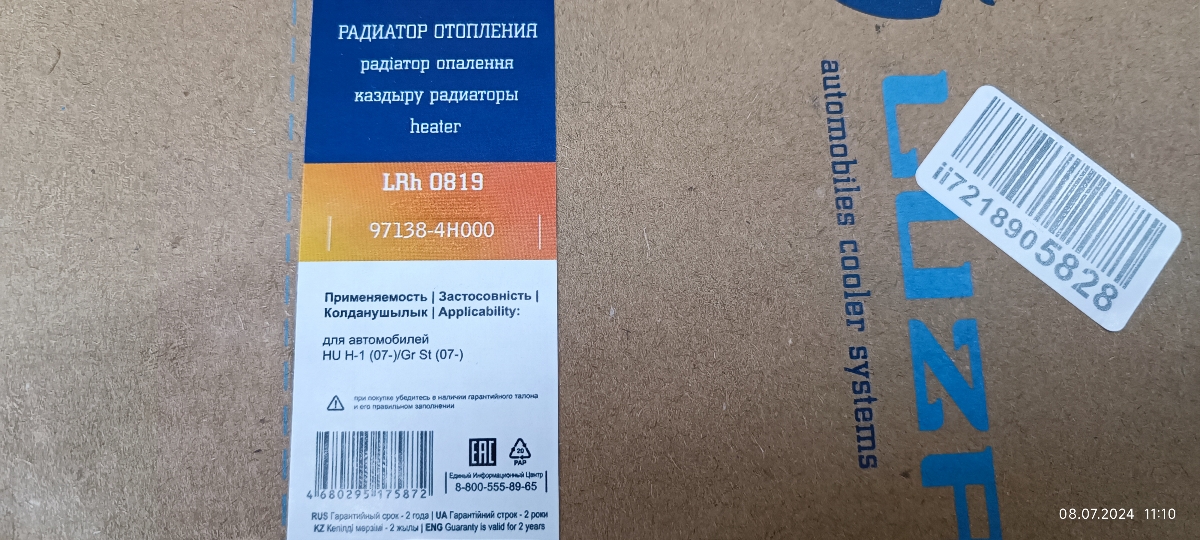 РАДИАТОР ОТОПЛЕНИЯ
радіатор опалення
каздыру радиаторы
heater
LRh 0819
97138-4H000
Применяемость | Застосовність |
Колданушылык | Applicability:
для автомобилей
HU H-1 (07-)/Gr St (07-)
при покупке убедитесь в наличии гарантийного талона
и его правильном заполнении
EAC
20
PAP
Единый Информационный Центр
8-800-555-89-65
4 680295 175872
RUS Гарантийный срок - 2 года | UA Гарантійний строк - 2 роки
KZ Кепілді мерзімі - 2 жылы | ENG Guaranty is valid for 2 years
automobiles cooler systems
LUZ
ii7218905828
08.07.2024 11:10